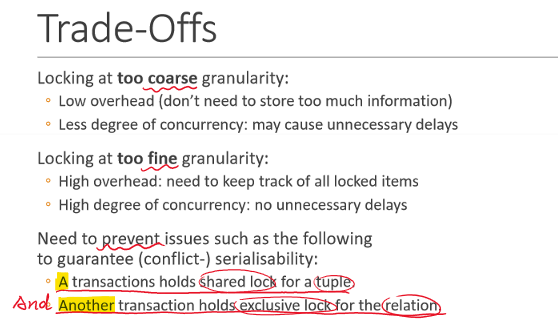 Trade-Offs
Locking at too coarse granularity:
◦ Low overhead (don't need to store too much information)
◦ Less degree of concurrency: may cause unnecessary delays
Locking at too fine granularity:
◦ High overhead: need to keep track of all locked items
◦ High degree of concurrency: no unnecessary delays
Need to prevent issues such as the following
to guarantee (conflict-) serialisability:
◦ A transactions holds shared lock for a tuple,
And Another transaction holds exclusive lock for the relation,